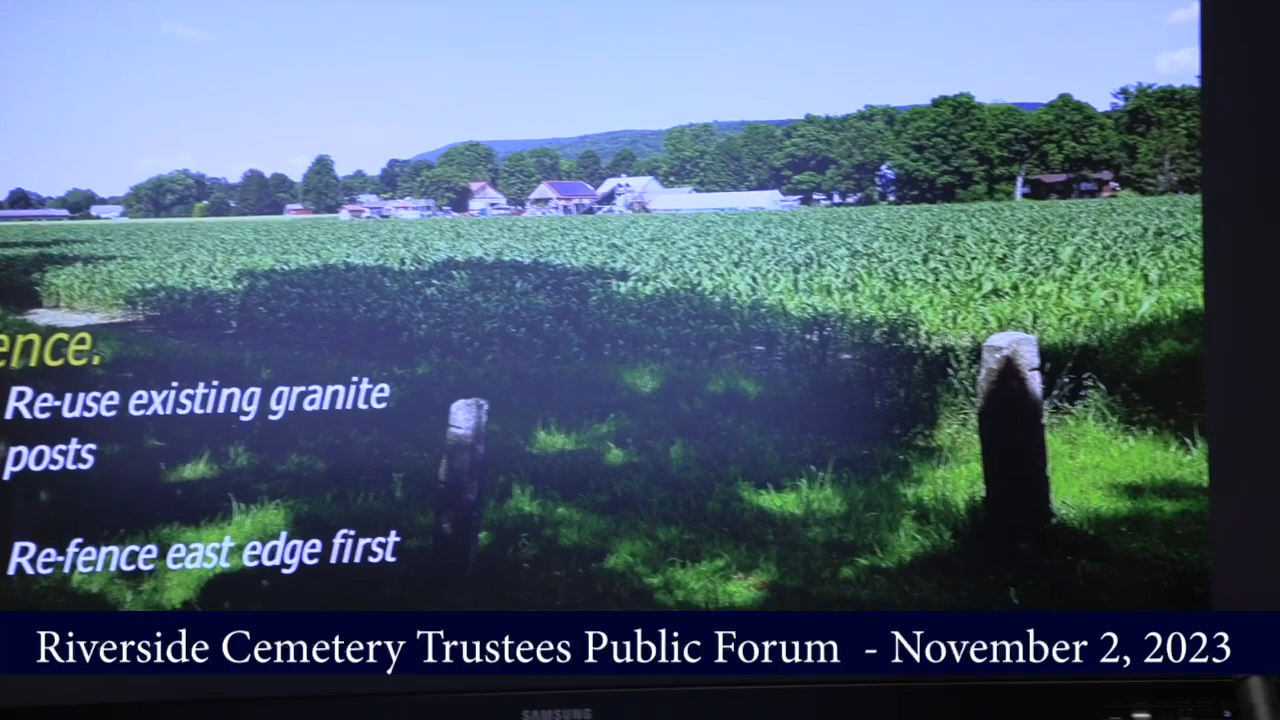 ence.
Re-use existing granite
posts
Re-fence east edge first
Riverside Cemetery Trustees Public Forum - November 2, 2023
SAMSUNG